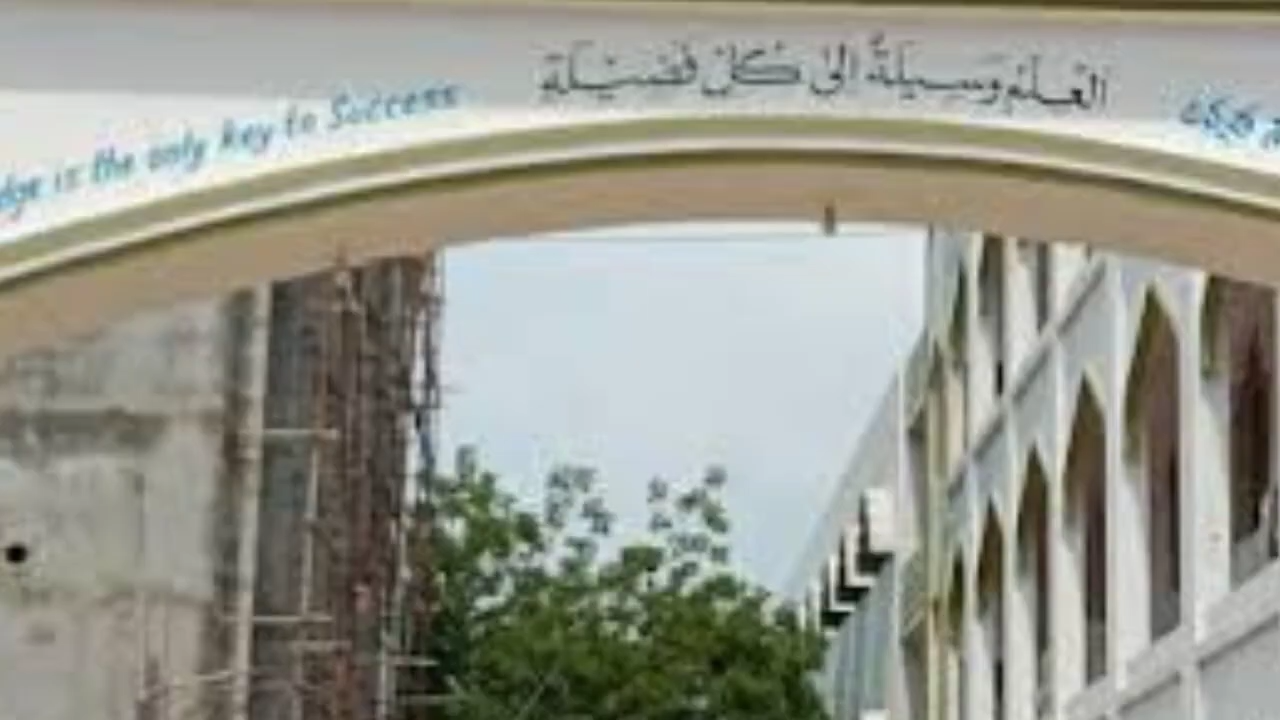 is the only key to Success
العلم وسيلة الى كل فضيلة